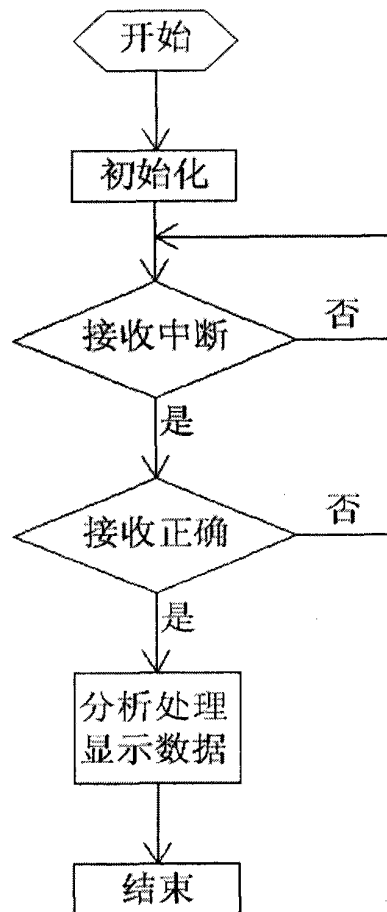 开始
初始化
接收中断
否
是
接收正确
否
是
分析处理
显示数据
结束